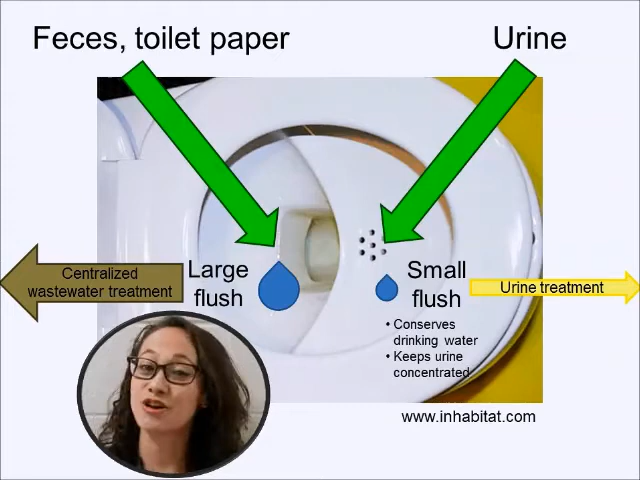 Feces, toilet paper
Urine
Centralized
wastewater treatment
Large
flush
Small
flush
Urine treatment
• Conserves
drinking water
• Keeps urine
concentrated
www.inhabitat.com